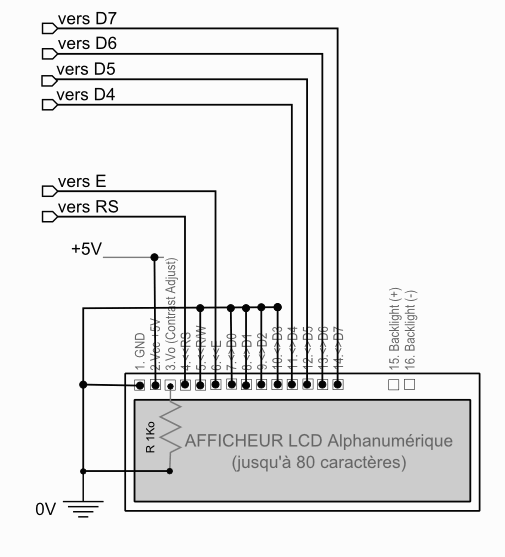 vers D7
vers D6
vers D5
vers D4
vers E
vers RS
+5V
1. GND
2.Vcc +5V
3.Vo (Contrast Adjust)
4.<<RS
5.<<R/W
6.<<E
7.<>D0
8.<>D1
9.<>D2
10.<>D3
11.<>D4
12.<>D5
13.<>D6
14.<>D7
15. Backlight (+)
16. Backlight (-)
R 1Ko
AFFICHEUR LCD Alphanumérique
(jusqu'à 80 caractères)
0V